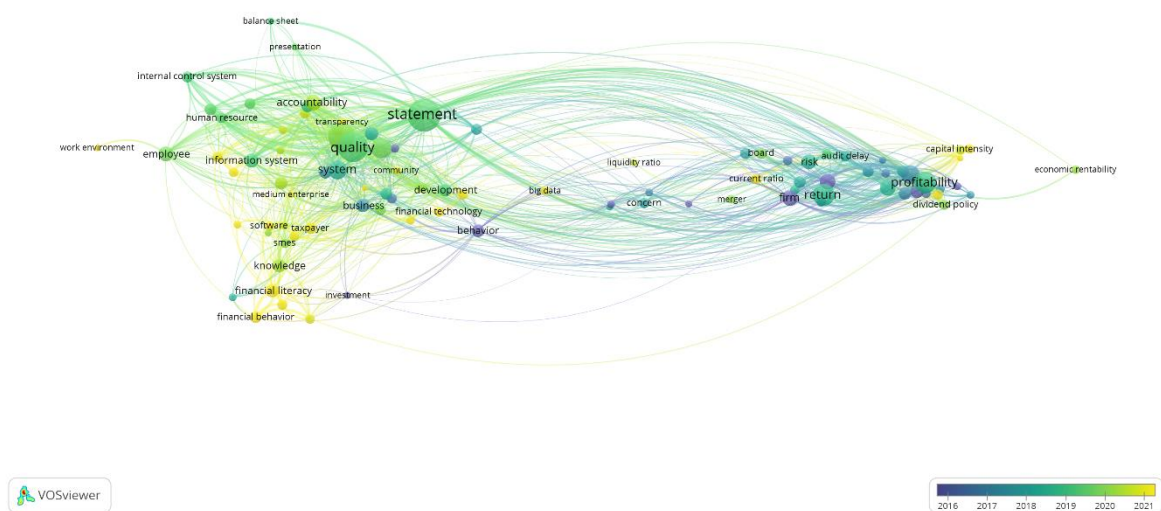 balance sheet
presentation
internal control system
accountability
human resource
statement
transparency
work environment
employee
quality
information system
system
community
medium enterprise
development
business
financial technology
big data
behavior
software
taxpayer
smes
knowledge
financial literacy
investment
financial behavior
liquidity ratio
board
risk
audit delay
capital intensity
economic rentability
current ratio
profitability
firm
return
merger
concern
dividend policy
VOSviewer
2016 2017 2018 2019 2020 2021